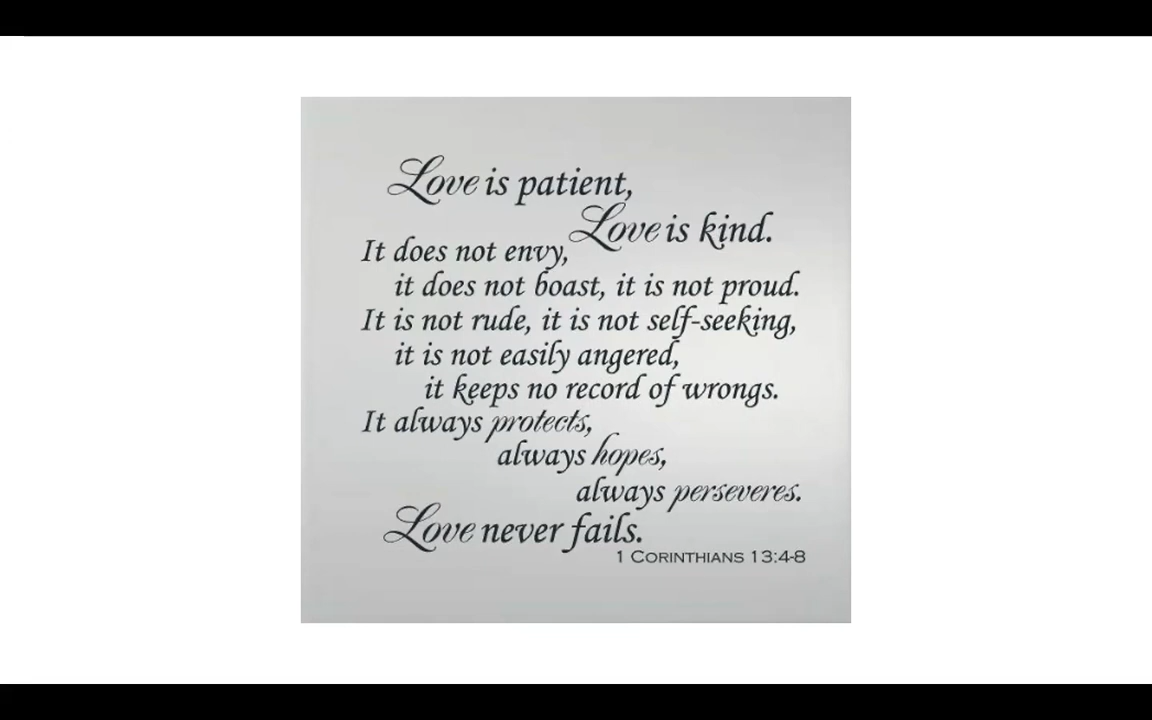 Love is patient,
Love is kind.
It does not envy,
it does not boast, it is not proud.
It is not rude, it is not self-seeking,
it is not easily angered,
it keeps no record of wrongs.
It always protects,
always hopes,
always perseveres.
Love never fails.
1 Corinthians 13:4-8